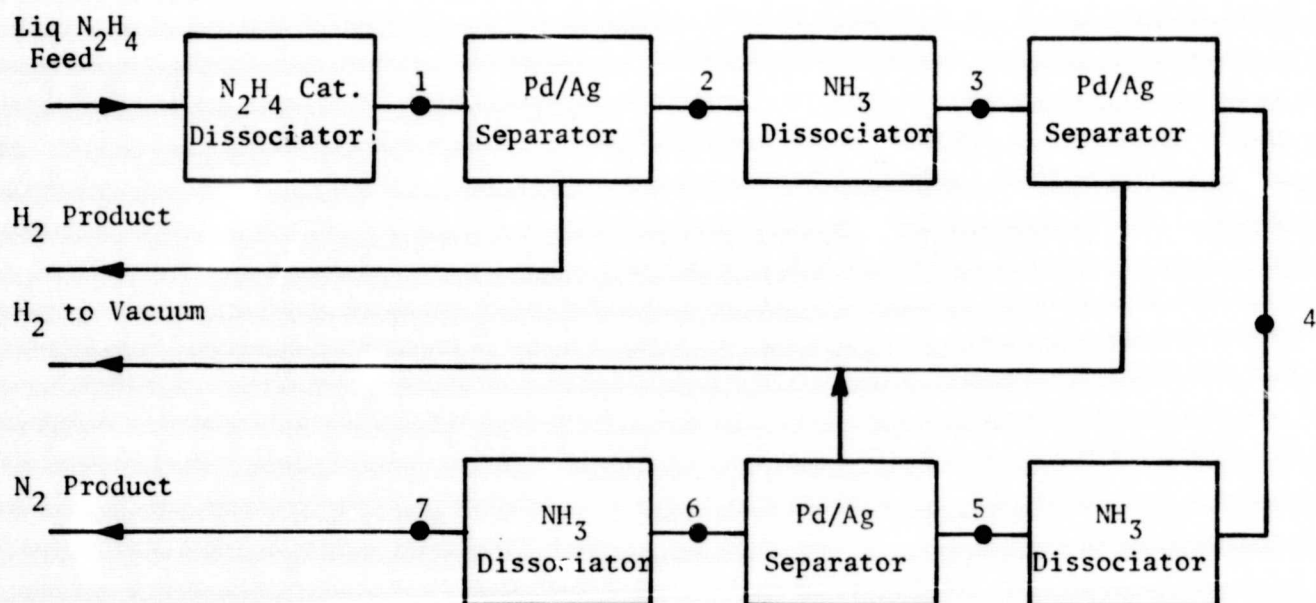 Liq N₂H₄
Feed
N₂H₄ Cat.
Dissociator
1
Pd/Ag
Separator
2
NH₃
Dissociator
3
Pd/Ag
Separator
H₂ Product
H₂ to Vacuum
4
N₂ Product
7
NH₃
Dissociator
6
Pd/Ag
Separator
5
NH₃
Dissociator